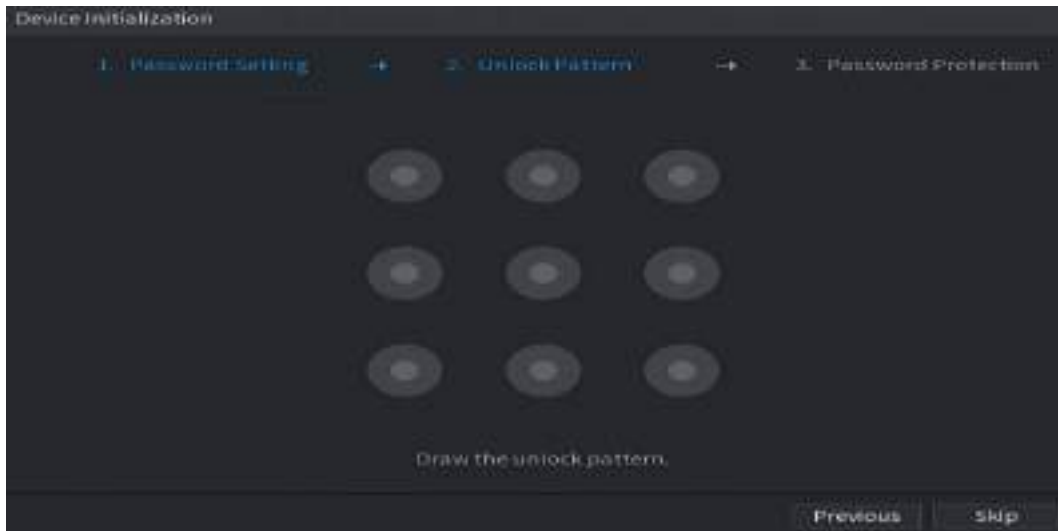 Device Initialization
1. Password Setting → 2. Unlock Pattern → 3. Password Protection
Draw the unlock pattern.
Previous Skip